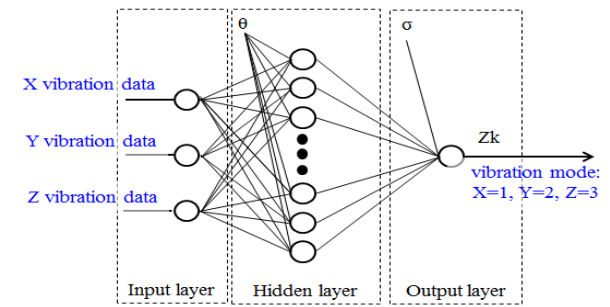 θ
σ
X vibration data
Y vibration data
Z vibration data
Zk
vibration mode:
X=1, Y=2, Z=3
Input layer
Hidden layer
Output layer